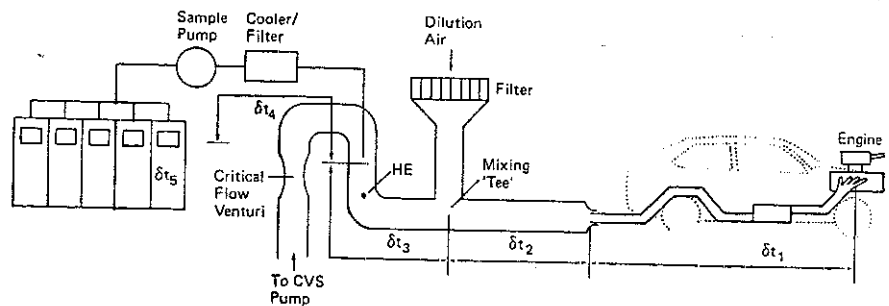 Sample
Pump
Cooler/
Filter
Dilution
Air
Filter
Engine
δt₄
δt₅
HE
Mixing
'Tee'
Critical
Flow
Venturi
δt₃
δt₂
δt₁
To CVS
Pump